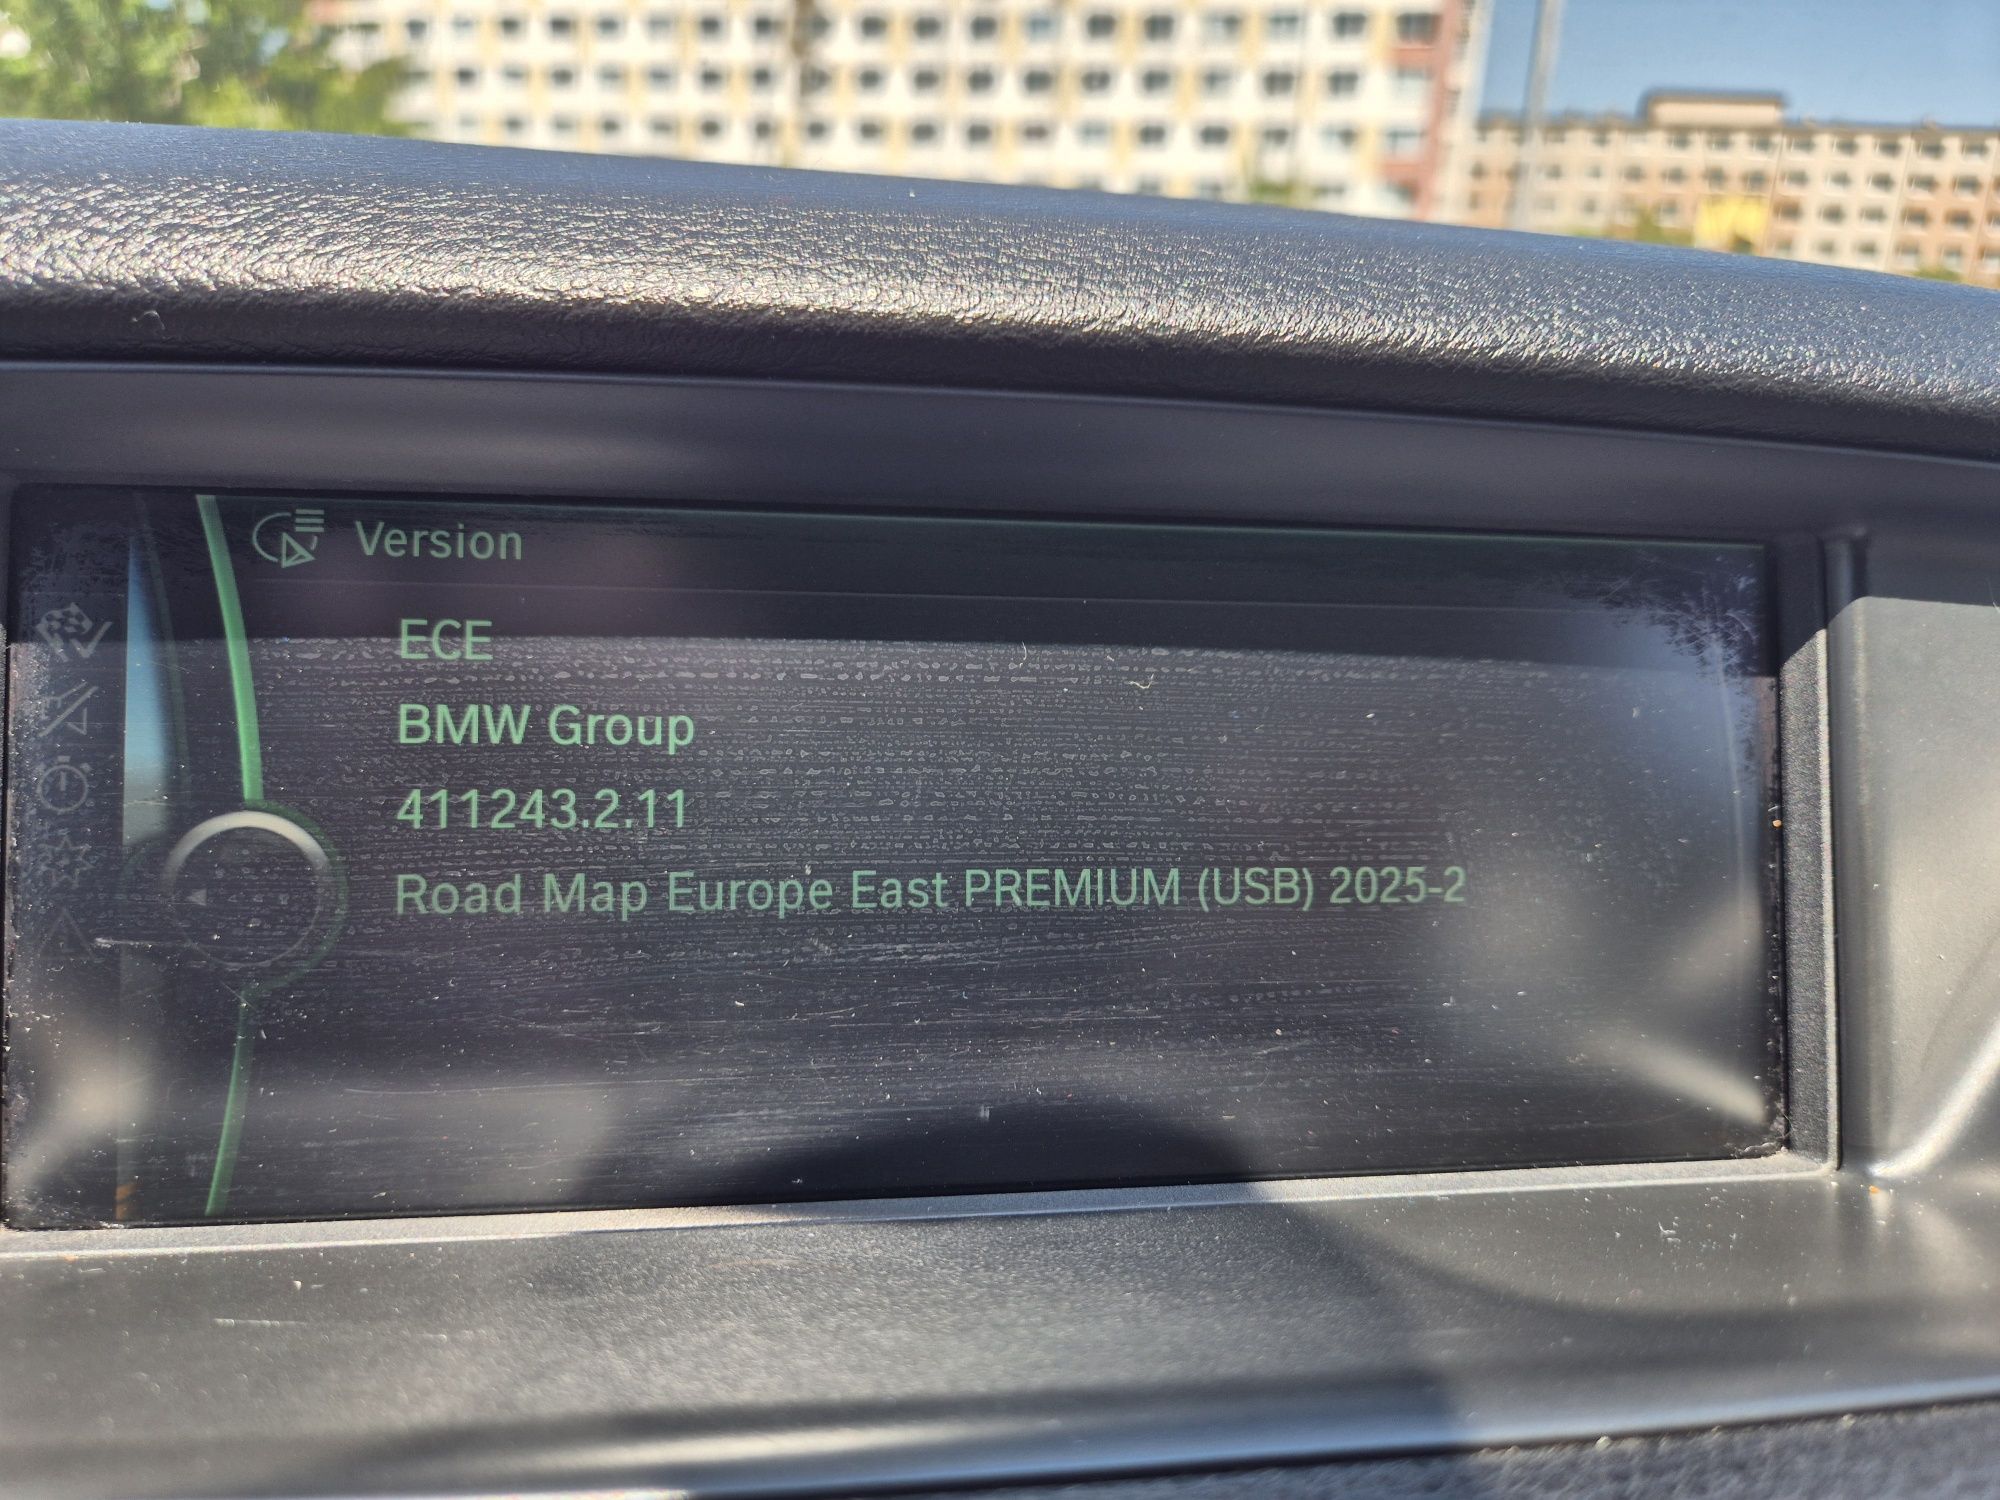 Version
ECE
BMW Group
411243.2.11
Road Map Europe East PREMIUM (USB) 2025-2